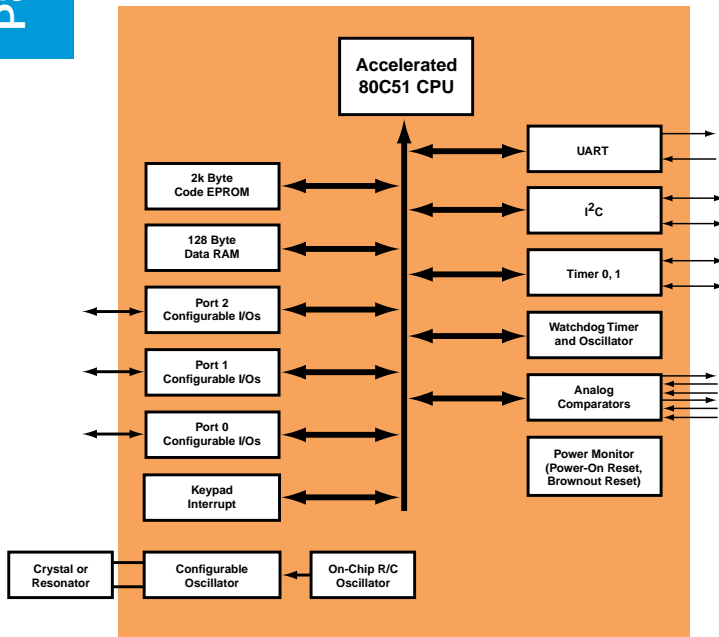 Accelerated
80C51 CPU
2k Byte
Code EPROM
128 Byte
Data RAM
Port 2
Configurable I/Os
Port 1
Configurable I/Os
Port 0
Configurable I/Os
Keypad
Interrupt
Crystal or
Resonator
Configurable
Oscillator
On-Chip R/C
Oscillator
UART
I²C
Timer 0, 1
Watchdog Timer
and Oscillator
Analog
Comparators
Power Monitor
(Power-On Reset,
Brownout Reset)